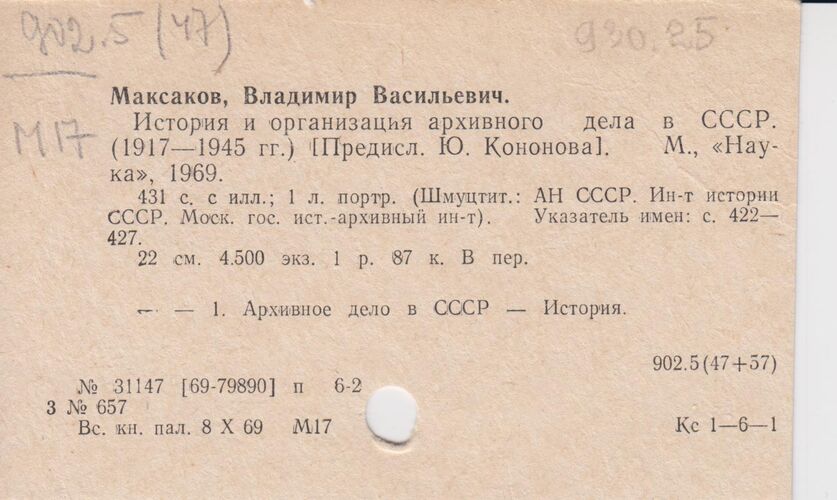 902.5 (47)
930.25
М17
Максаков, Владимир Васильевич.
История и организация архивного дела в СССР.
(1917—1945 гг.) [Предисл. Ю. Кононова]. М., «Нау-
ка», 1969.
431 с. с илл.; 1 л. портр. (Шмуцтит.: АН СССР. Ин-т истории
СССР. Моск. гос. ист.-архивный ин-т). Указатель имен: с. 422—
427.
22 см. 4.500 экз. 1 р. 87 к. В пер.
— — 1. Архивное дело в СССР — История.
902.5(47+57)
№ 31147 [69-79890] п 6-2
3 № 657
Вс. кн. пал. 8 X 69 М17
Кс 1—6—1